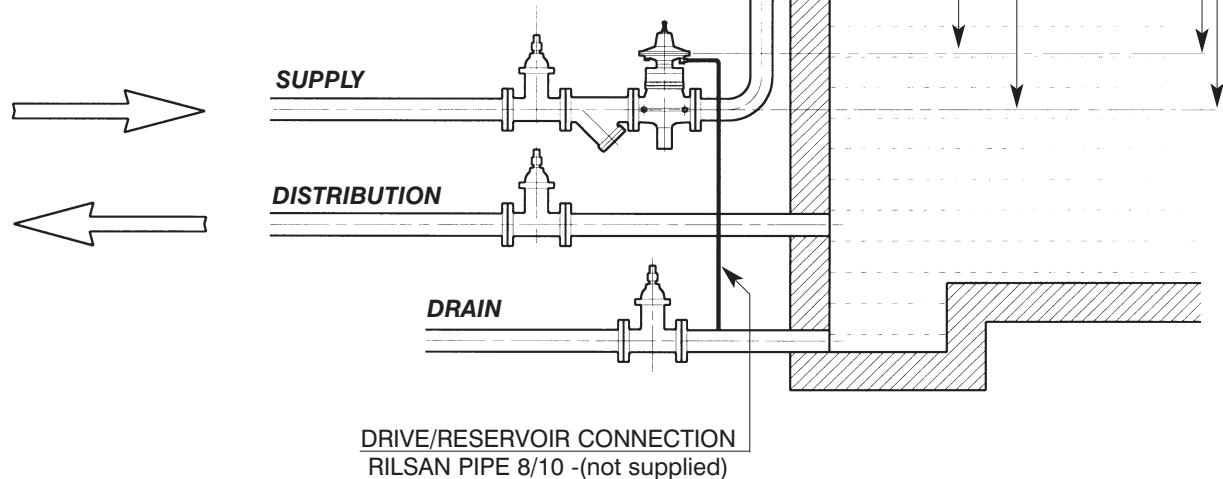 SUPPLY
DISTRIBUTION
DRAIN
DRIVE/RESERVOIR CONNECTION
RILSAN PIPE 8/10 -(not supplied)